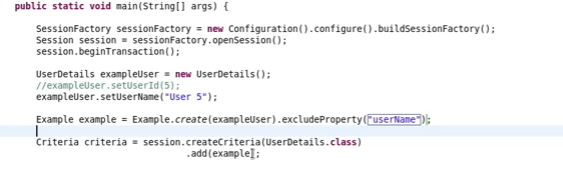 public static void main(String[] args) {
SessionFactory sessionFactory = new Configuration().configure().buildSessionFactory();
Session session = sessionFactory.openSession();
session.beginTransaction();
UserDetails exampleUser = new UserDetails();
//exampleUser.setUserId(5);
exampleUser.setUserName("User 5");
Example example = Example.create(exampleUser).excludeProperty("userName");
Criteria criteria = session.createCriteria(UserDetails.class)
.add(example);